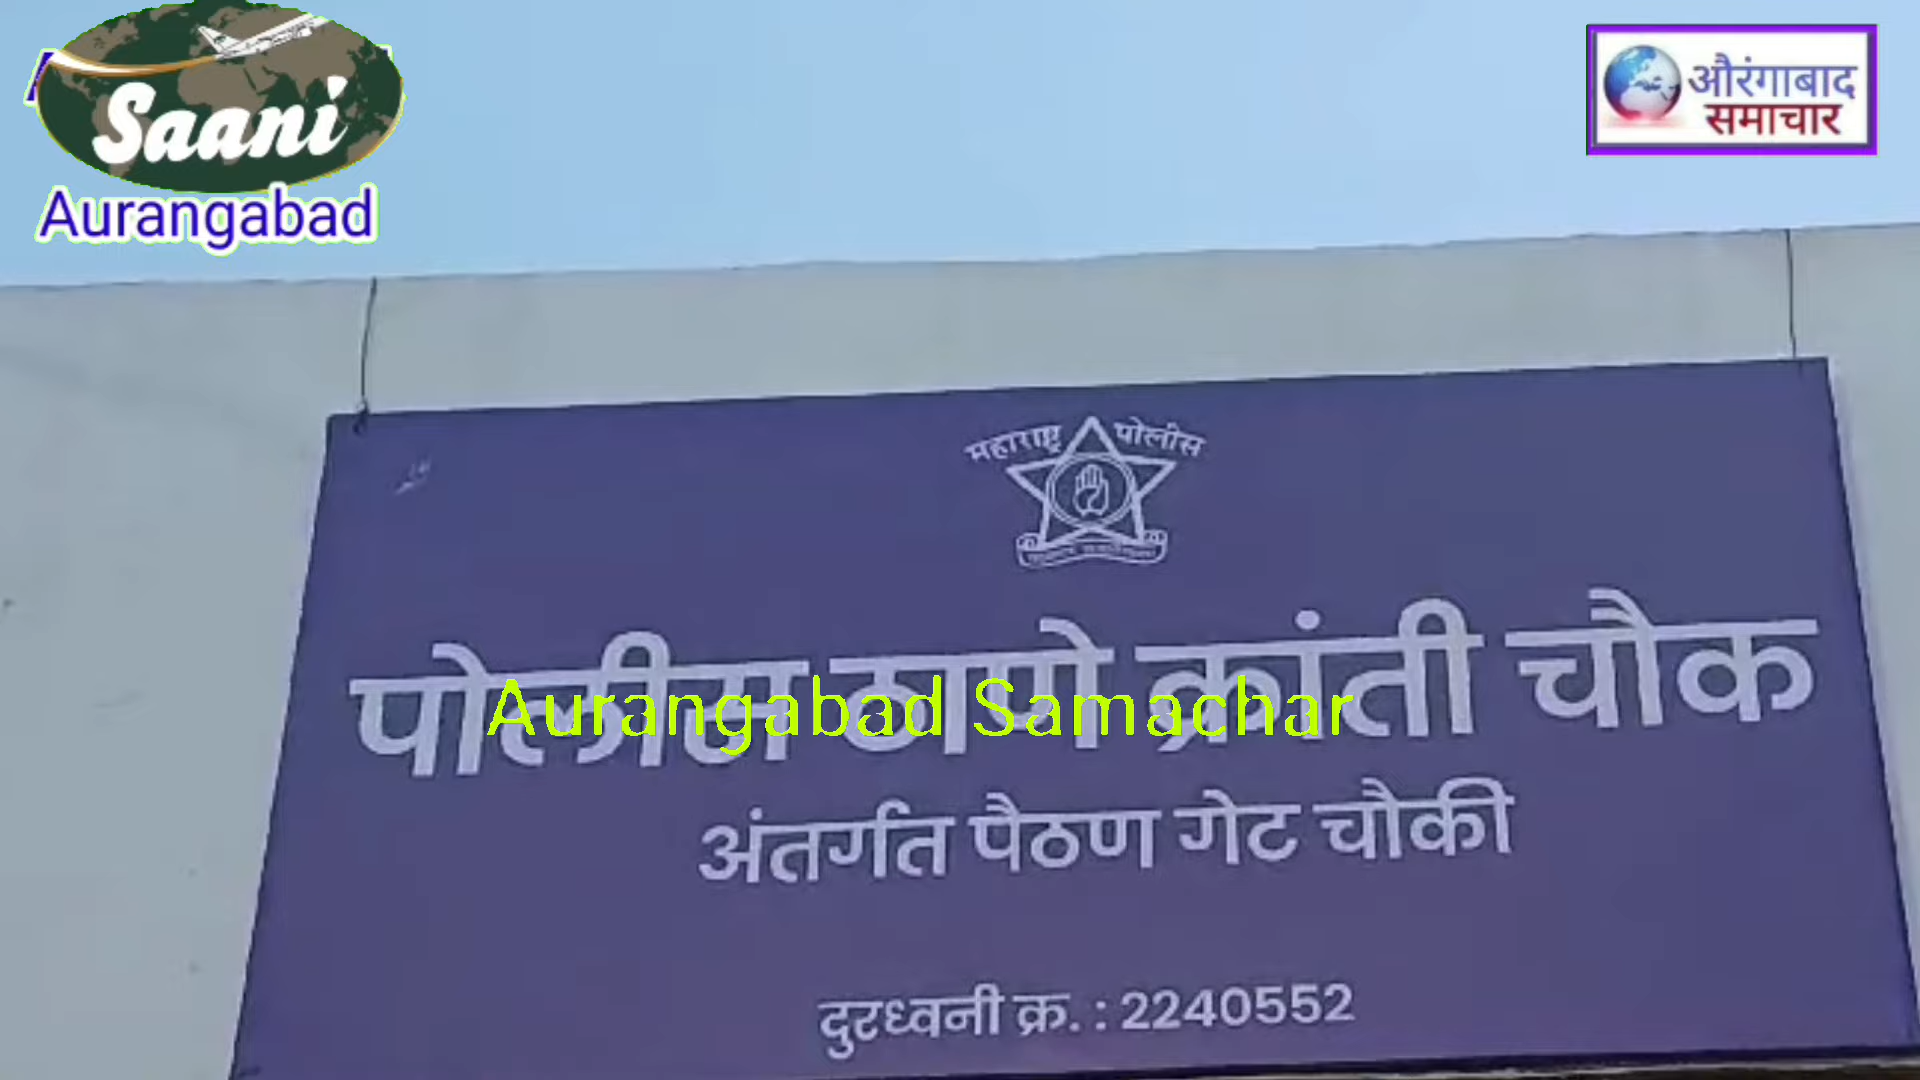 Saani
Aurangabad
औरंगाबाद
समाचार
महाराष्ट्र पोलीस
पोलीस ठाणे क्रांती चौक
Aurangabad Samachar
अंतर्गत पैठण गेट चौकी
दुरध्वनी क्र. : 2240552